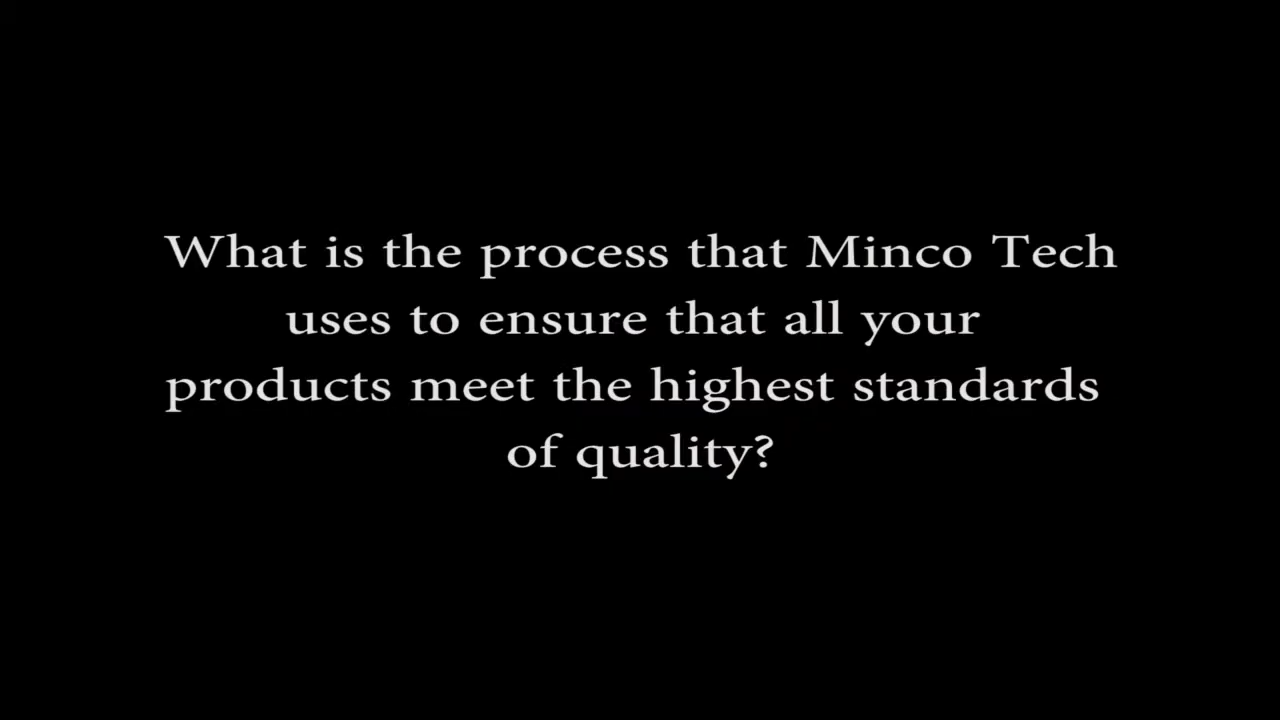 What is the process that Minco Tech
uses to ensure that all your
products meet the highest standards
of quality?